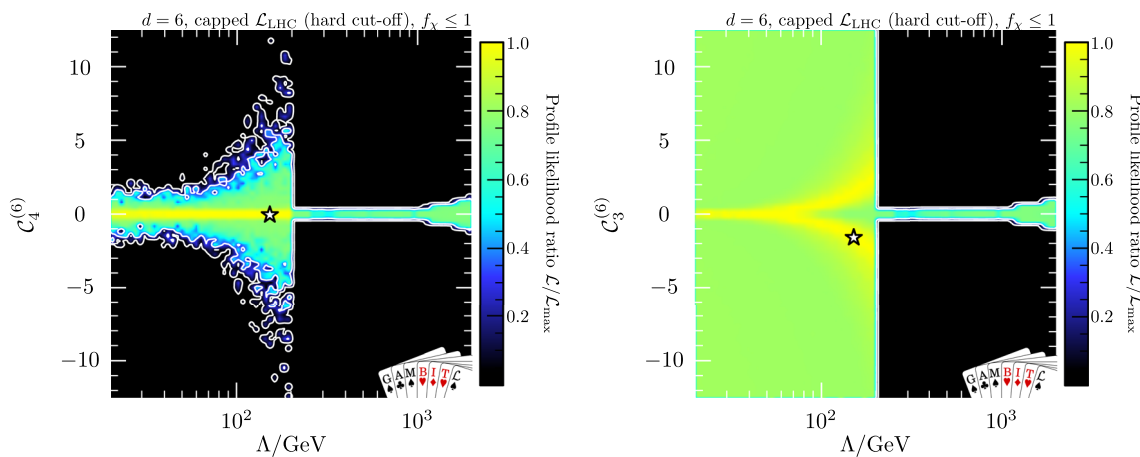 d = 6, capped ℒ_LHC (hard cut-off), f_χ ≤ 1
10
5
0
−5
−10
𝒞_4^(6)
10^2
10^3
Λ/GeV
1.0
0.8
0.6
0.4
0.2
Profile likelihood ratio ℒ/ℒ_max
G A M B I T ℒ
d = 6, capped ℒ_LHC (hard cut-off), f_χ ≤ 1
10
5
0
−5
−10
𝒞_3^(6)
10^2
10^3
Λ/GeV
1.0
0.8
0.6
0.4
0.2
Profile likelihood ratio ℒ/ℒ_max
G A M B I T ℒ